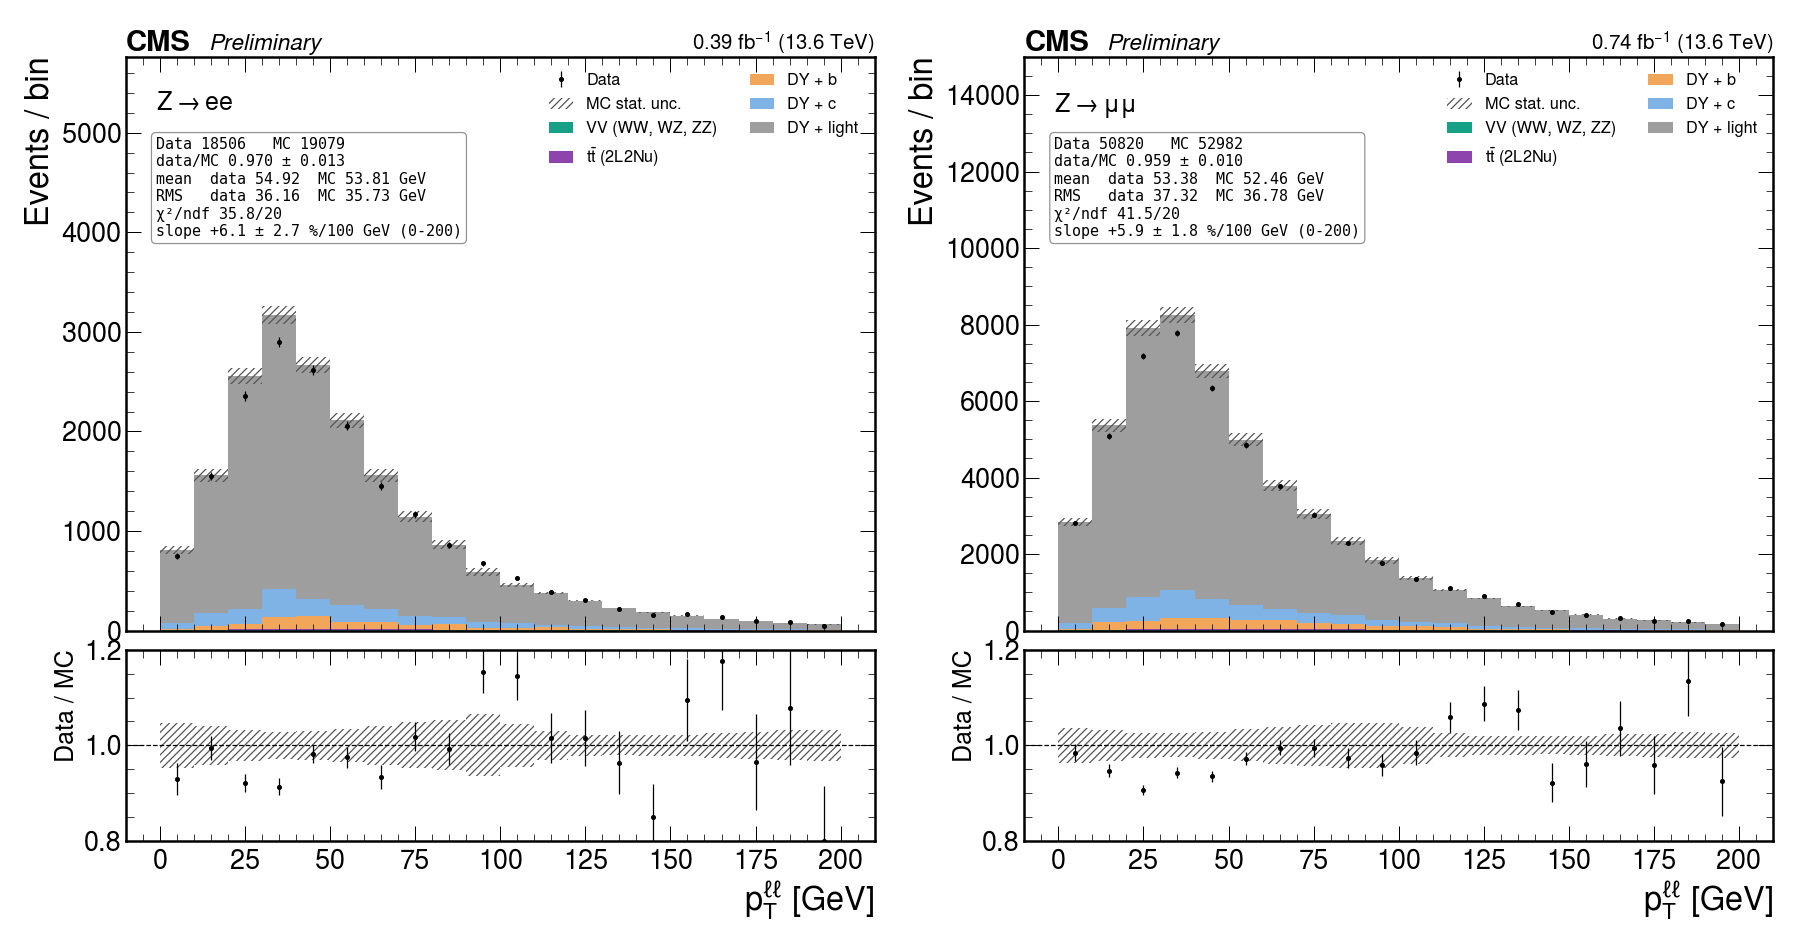 CMS Preliminary 0.39 fb⁻¹ (13.6 TeV)
Events / bin
Z→ee
Data
MC stat. unc.
VV (WW, WZ, ZZ)
tt̄ (2L2Nu)
DY + b
DY + c
DY + light
Data 18506 MC 19079
data/MC 0.970 ± 0.013
mean data 54.92 MC 53.81 GeV
RMS data 36.16 MC 35.73 GeV
χ²/ndf 35.8/20
slope +6.1 ± 2.7 %/100 GeV (0-200)
5000
4000
3000
2000
1000
0
Data / MC
1.2
1.0
0.8
0 25 50 75 100 125 150 175 200
p_T^ℓℓ [GeV]
CMS Preliminary 0.74 fb⁻¹ (13.6 TeV)
Events / bin
Z→μμ
Data
MC stat. unc.
VV (WW, WZ, ZZ)
tt̄ (2L2Nu)
DY + b
DY + c
DY + light
Data 50820 MC 52982
data/MC 0.959 ± 0.010
mean data 53.38 MC 52.46 GeV
RMS data 37.32 MC 36.78 GeV
χ²/ndf 41.5/20
slope +5.9 ± 1.8 %/100 GeV (0-200)
14000
12000
10000
8000
6000
4000
2000
0
Data / MC
1.2
1.0
0.8
0 25 50 75 100 125 150 175 200
p_T^ℓℓ [GeV]